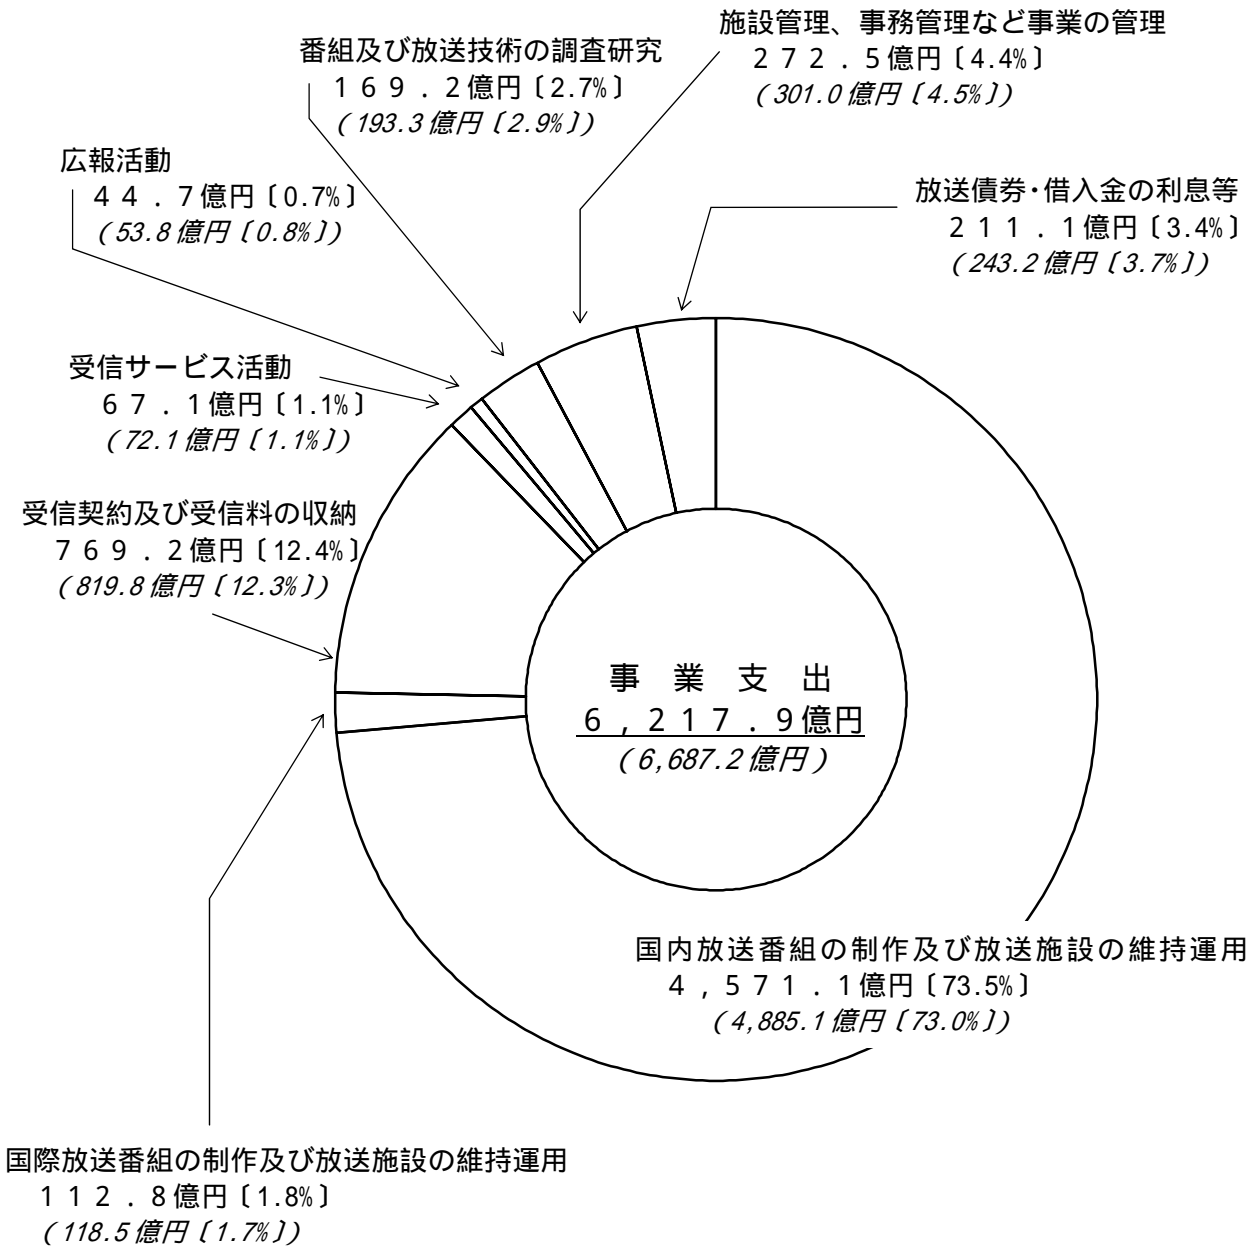 施設管理、事務管理など事業の管理
２７２．５億円〔4.4%〕
(301.0億円〔4.5%〕)
番組及び放送技術の調査研究
１６９．２億円〔2.7%〕
(193.3億円〔2.9%〕)
広報活動
４４．７億円〔0.7%〕
(53.8億円〔0.8%〕)
放送債券・借入金の利息等
２１１．１億円〔3.4%〕
(243.2億円〔3.7%〕)
受信サービス活動
６７．１億円〔1.1%〕
(72.1億円〔1.1%〕)
受信契約及び受信料の収納
７６９．２億円〔12.4%〕
(819.8億円〔12.3%〕)
事　業　支　出
６，２１７．９億円
(6,687.2億円)
国内放送番組の制作及び放送施設の維持運用
４，５７１．１億円〔73.5%〕
(4,885.1億円〔73.0%〕)
国際放送番組の制作及び放送施設の維持運用
１１２．８億円〔1.8%〕
(118.5億円〔1.7%〕)